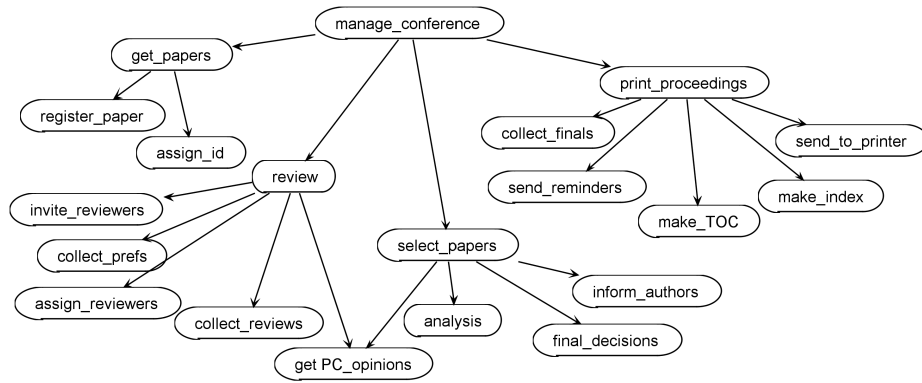 manage_conference
get_papers
print_proceedings
register_paper
collect_finals
send_to_printer
assign_id
review
send_reminders
make_index
invite_reviewers
make_TOC
select_papers
collect_prefs
inform_authors
assign_reviewers
collect_reviews
analysis
final_decisions
get PC_opinions